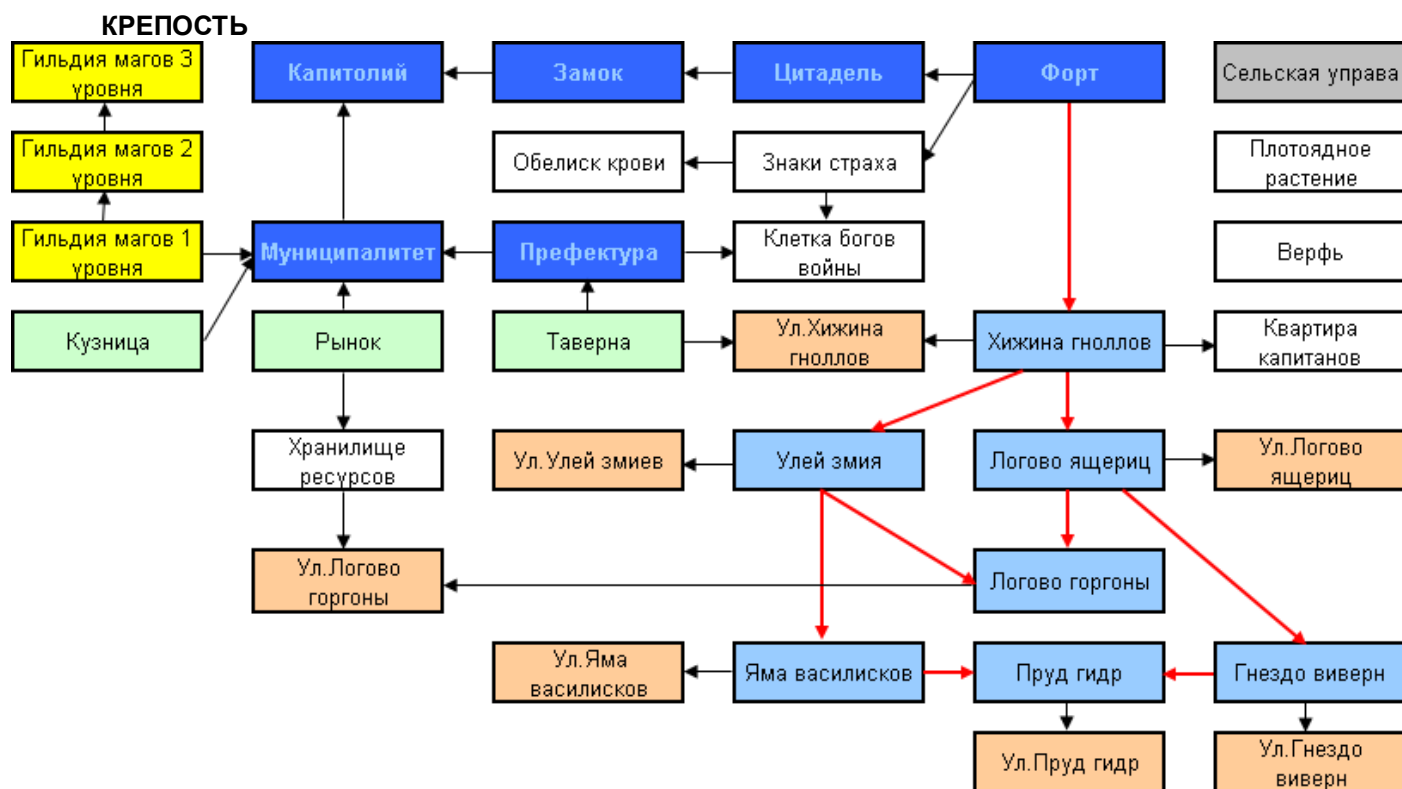 КРЕПОСТЬ
Гильдия магов 3
уровня
Капитолий
Замок
Цитадель
Форт
Сельская управа
Гильдия магов 2
уровня
Обелиск крови
Знаки страха
Плотоядное
растение
Гильдия магов 1
уровня
Муниципалитет
Префектура
Клетка богов
войны
Верфь
Кузница
Рынок
Таверна
Ул.Хижина
гноллов
Хижина гноллов
Квартира
капитанов
Хранилище
ресурсов
Ул.Улей змиев
Улей змия
Логово ящериц
Ул.Логово
ящериц
Ул.Логово
горгоны
Логово горгоны
Ул.Яма
василисков
Яма василисков
Пруд гидр
Гнездо виверн
Ул.Пруд гидр
Ул.Гнездо
виверн